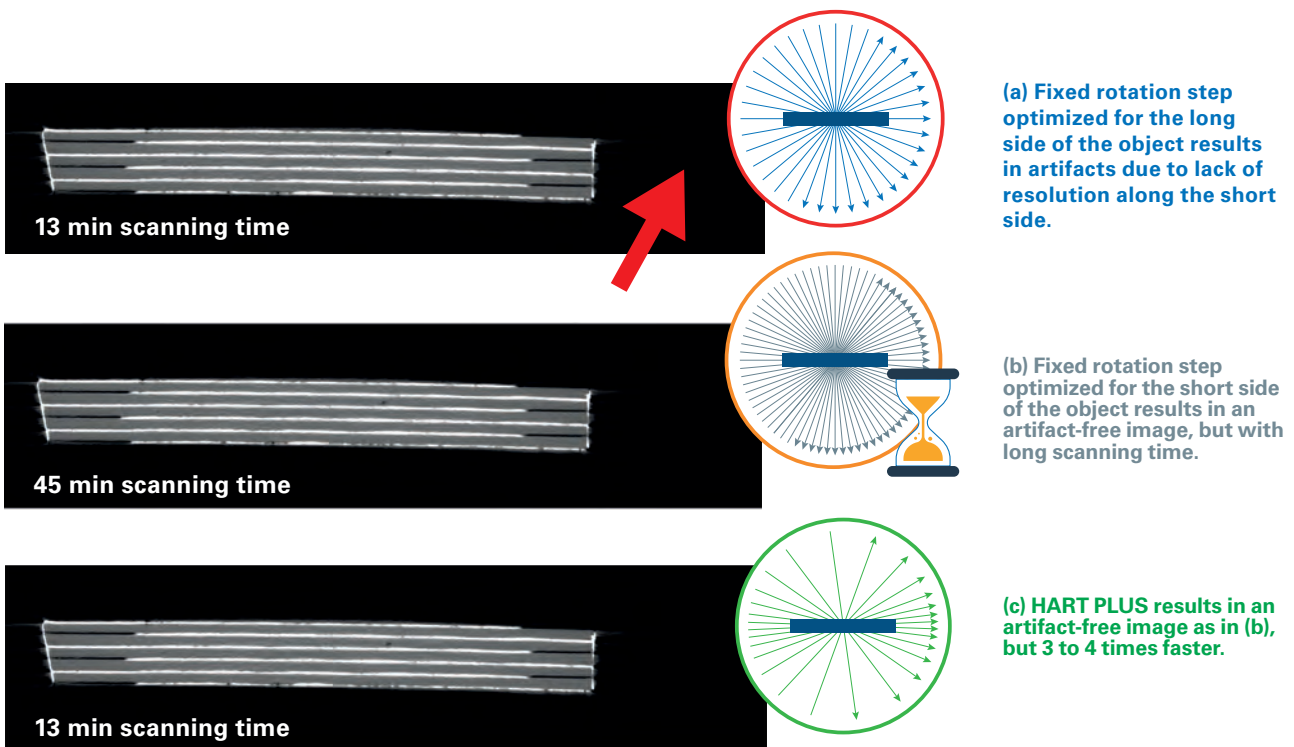 13 min scanning time
(a) Fixed rotation step
optimized for the long
side of the object results
in artifacts due to lack of
resolution along the short
side.
45 min scanning time
(b) Fixed rotation step
optimized for the short side
of the object results in an
artifact-free image, but with
long scanning time.
13 min scanning time
(c) HART PLUS results in an
artifact-free image as in (b),
but 3 to 4 times faster.